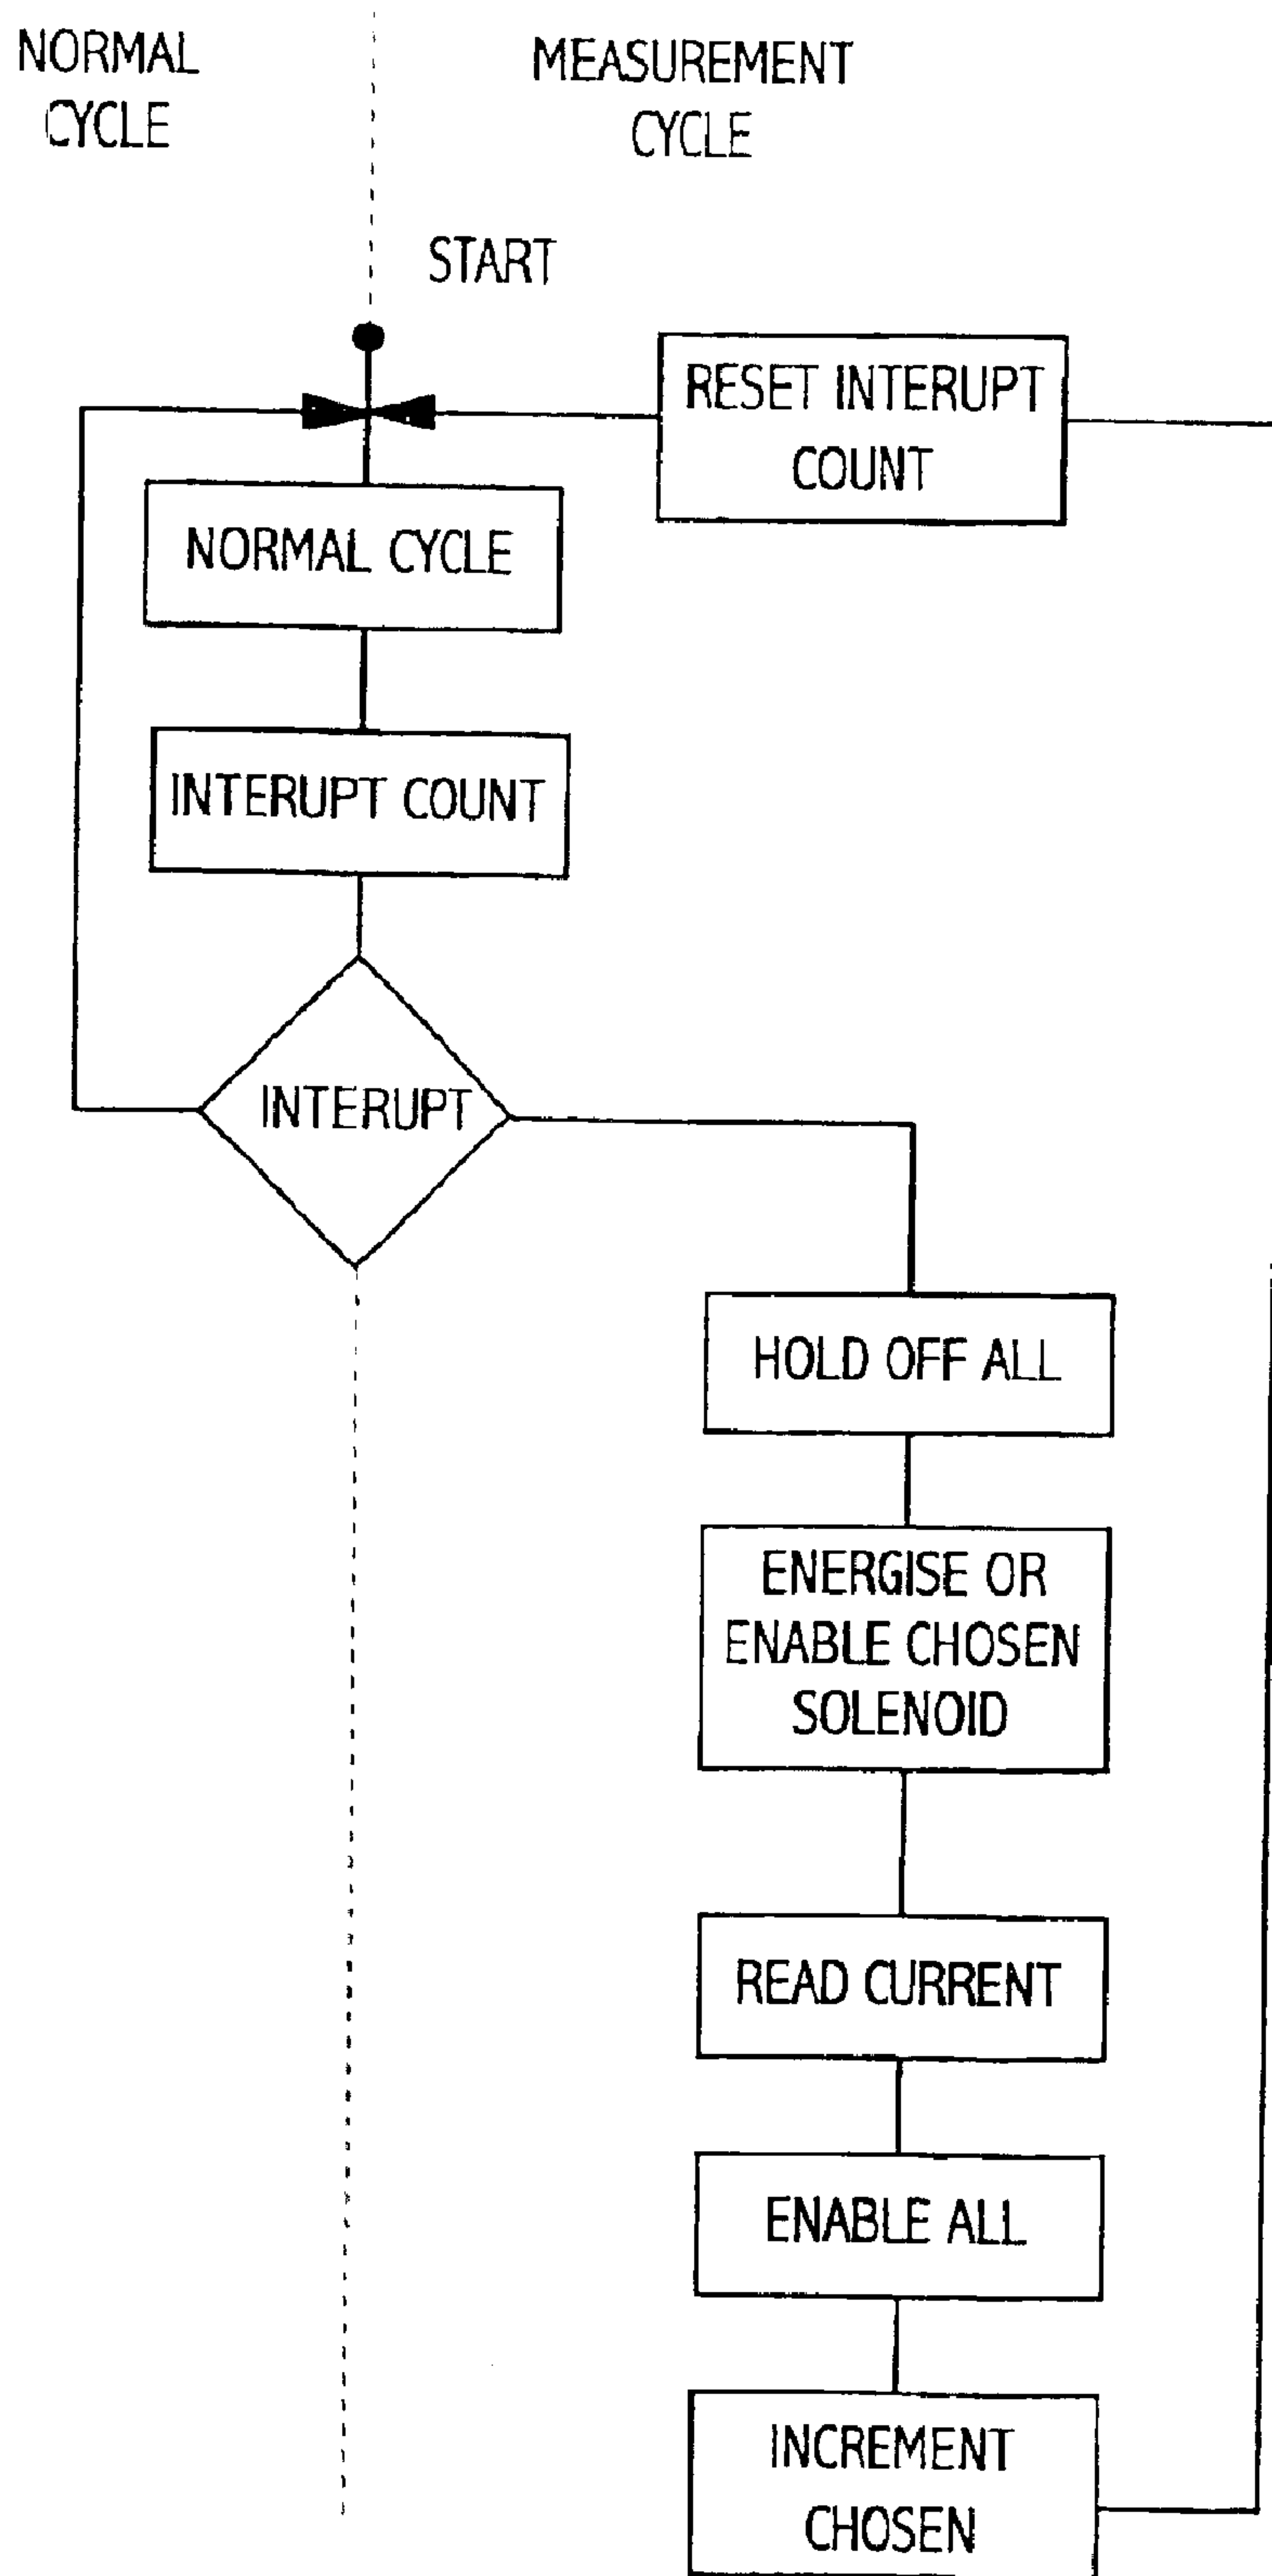 NORMAL
CYCLE
MEASUREMENT
CYCLE
START
RESET INTERUPT
COUNT
NORMAL CYCLE
INTERUPT COUNT
INTERUPT
HOLD OFF ALL
ENERGISE OR
ENABLE CHOSEN
SOLENOID
READ CURRENT
ENABLE ALL
INCREMENT
CHOSEN